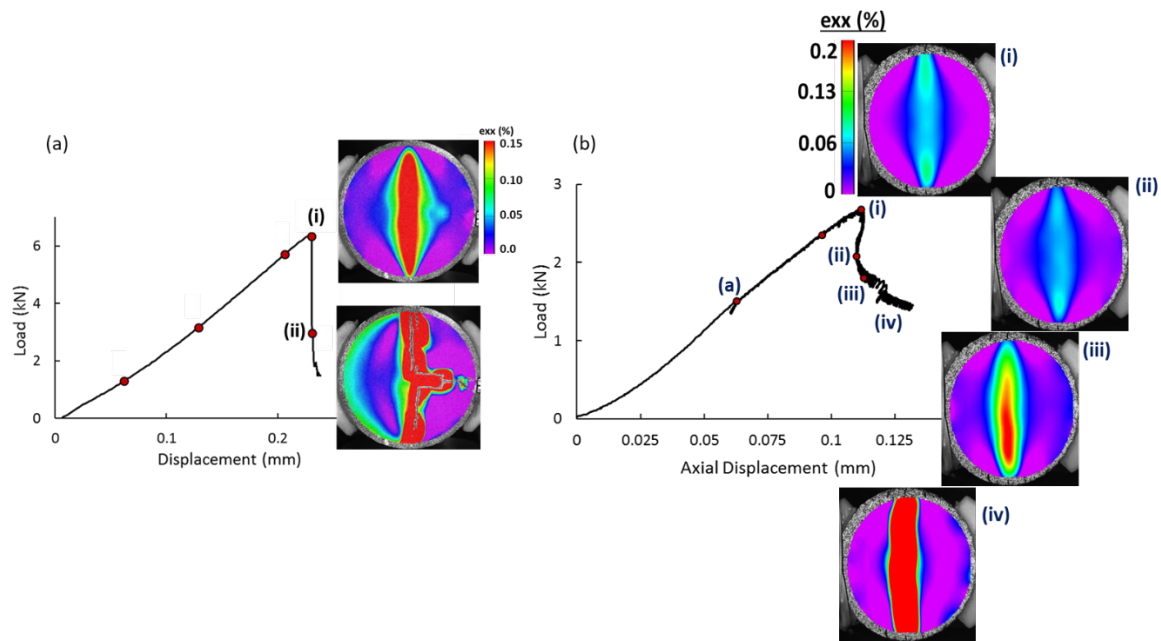 (a)
exx (%)
0.15
0.10
0.05
0.0
(i)
(ii)
6
4
2
0
0.1
0.2
Load (kN)
Displacement (mm)
(b)
exx (%)
0.2
0.13
0.06
0
(i)
(ii)
(iii)
(iv)
3
2
1
0
0
0.025
0.05
0.075
0.1
0.125
Load (kN)
Axial Displacement (mm)
(a)
(i)
(ii)
(iii)
(iv)